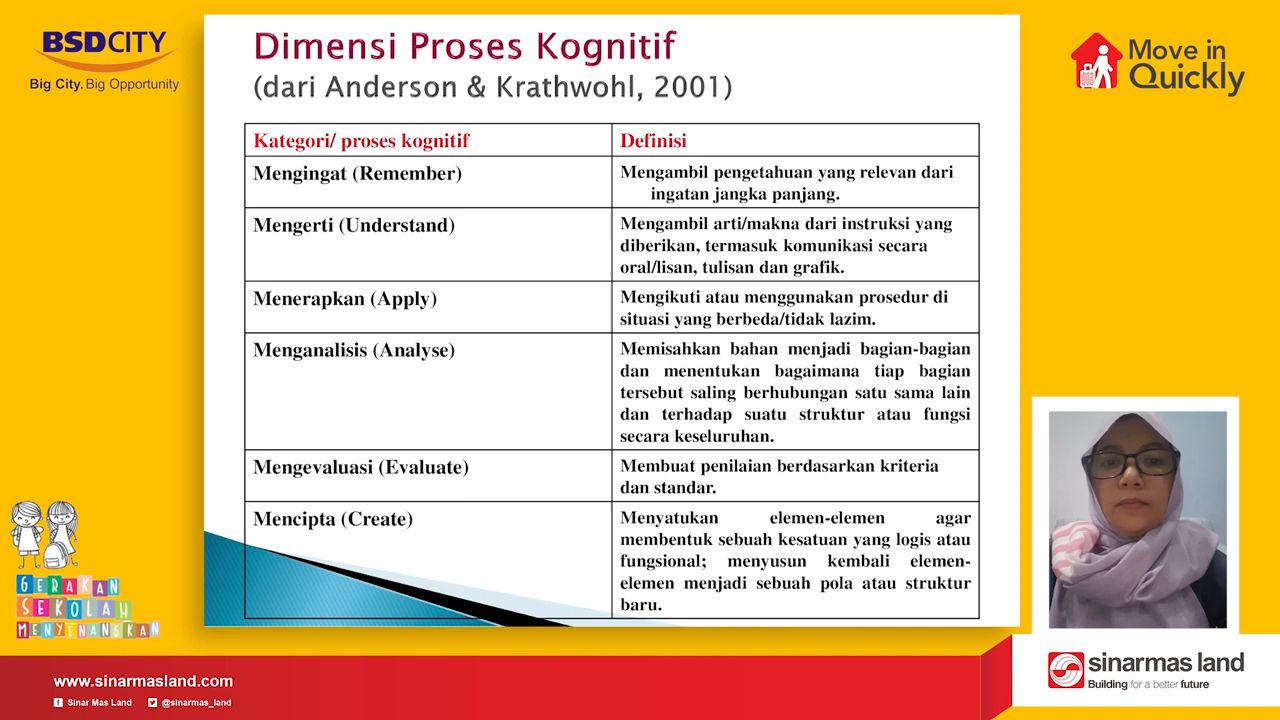 BSDCITY
Big City. Big Opportunity
Move in
Quickly
Dimensi Proses Kognitif
(dari Anderson & Krathwohl, 2001)
Kategori/ proses kognitif
Definisi
Mengingat (Remember)
Mengambil pengetahuan yang relevan dari
ingatan jangka panjang.
Mengerti (Understand)
Mengambil arti/makna dari instruksi yang
diberikan, termasuk komunikasi secara
oral/lisan, tulisan dan grafik.
Menerapkan (Apply)
Mengikuti atau menggunakan prosedur di
situasi yang berbeda/tidak lazim.
Menganalisis (Analyse)
Memisahkan bahan menjadi bagian-bagian
dan menentukan bagaimana tiap bagian
tersebut saling berhubungan satu sama lain
dan terhadap suatu struktur atau fungsi
secara keseluruhan.
Mengevaluasi (Evaluate)
Membuat penilaian berdasarkan kriteria
dan standar.
Mencipta (Create)
Menyatukan elemen-elemen agar
membentuk sebuah kesatuan yang logis atau
fungsional; menyusun kembali elemen-
elemen menjadi sebuah pola atau struktur
baru.
GERAKAN
SEKOLAH
MENYENANGKAN
www.sinarmasland.com
Sinar Mas Land
@sinarmas_land
sinarmas land
Building for a better future